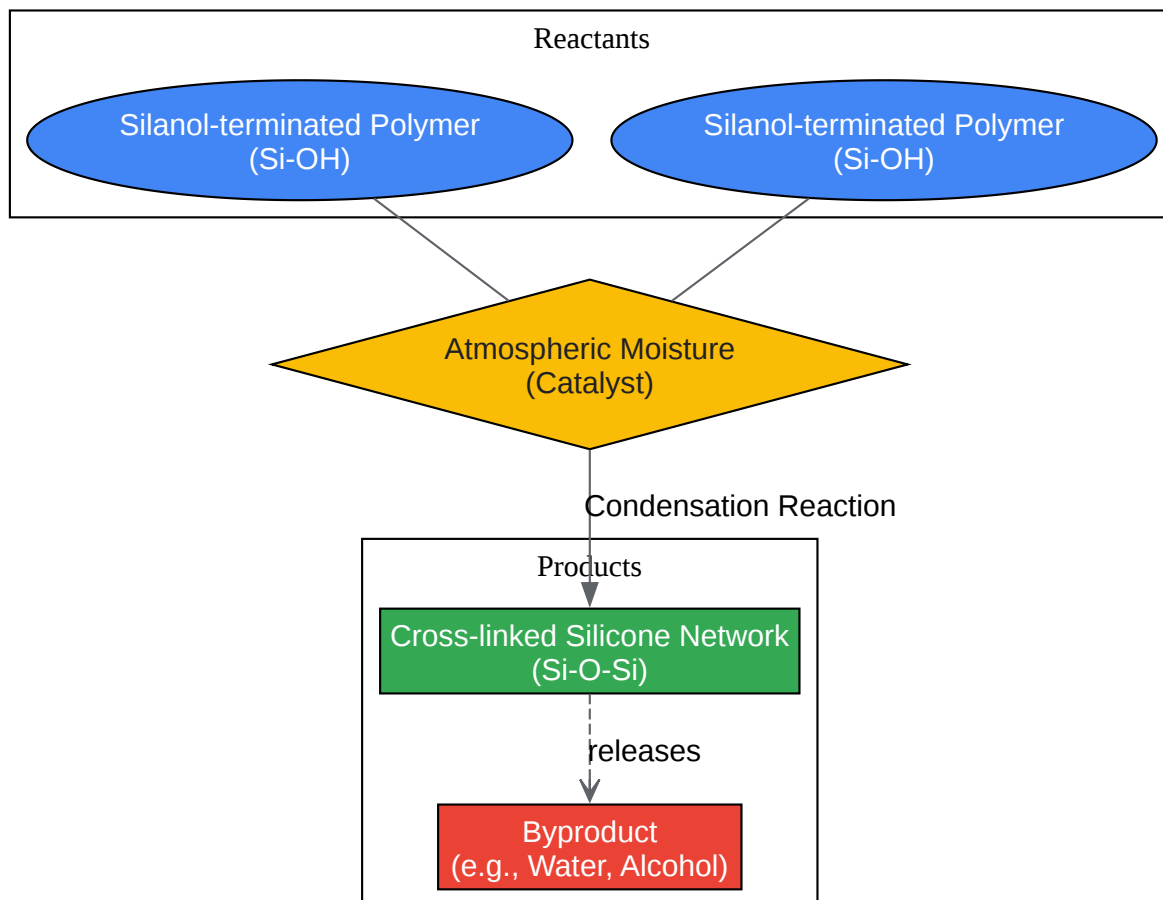 Reactants
Silanol-terminated Polymer
(Si-OH)
Silanol-terminated Polymer
(Si-OH)
Atmospheric Moisture
(Catalyst)
Condensation Reaction
Products
Cross-linked Silicone Network
(Si-O-Si)
releases
Byproduct
(e.g., Water, Alcohol)